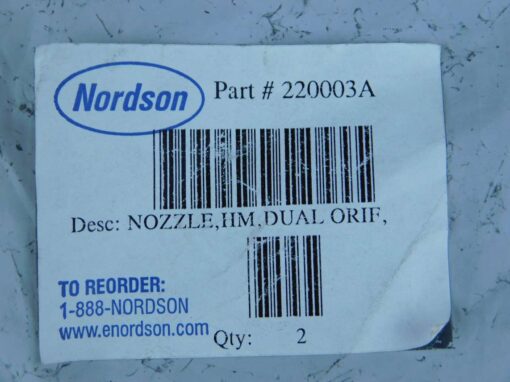 Nordson
Part # 220003A
Desc: NOZZLE,HM,DUAL ORIF,
TO REORDER:
1-888-NORDSON
www.enordson.com
Qty: 2